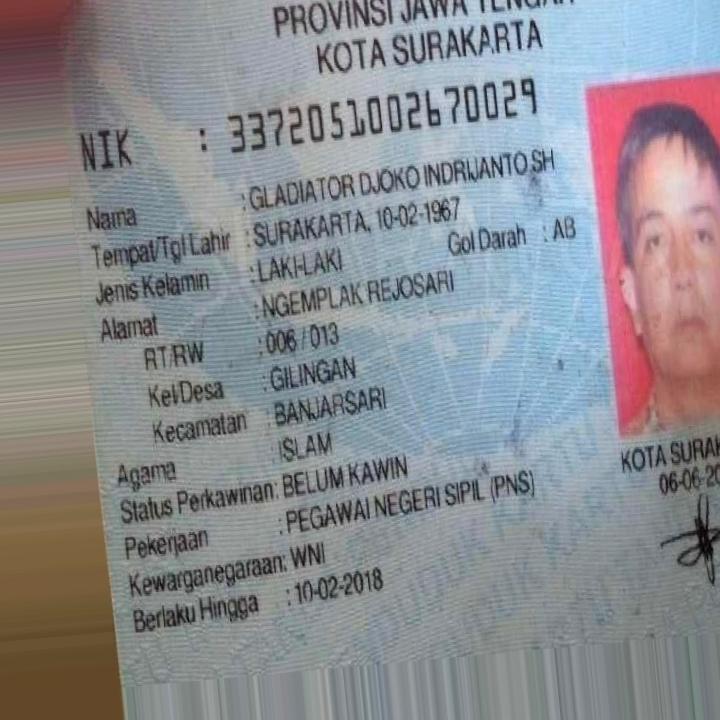 PROVINSI JAWA TENGAH
KOTA SURAKARTA
NIK : 3372051002670029
Nama : GLADIATOR DJOKO INDRIJANTO SH
Tempat/Tgl Lahir : SURAKARTA, 10-02-1967
Jenis Kelamin : LAKI-LAKI Gol Darah : AB
Alamat : NGEMPLAK REJOSARI
RT/RW : 006 / 013
Kel/Desa : GILINGAN
Kecamatan : BANJARSARI
Agama : ISLAM
Status Perkawinan: BELUM KAWIN
Pekerjaan : PEGAWAI NEGERI SIPIL (PNS)
Kewarganegaraan: WNI
Berlaku Hingga : 10-02-2018
KOTA SURAK
06-06-20